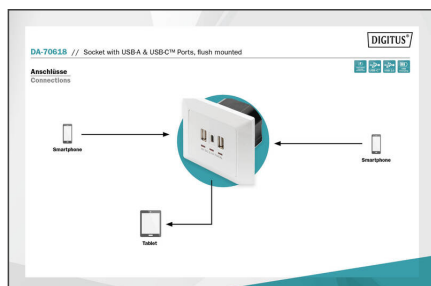 DIGITUS®
DA-70618 // Socket with USB-A & USB-C™ Ports, flush mounted
Anschlüsse
Connections
Smartphone
Smartphone
Tablet